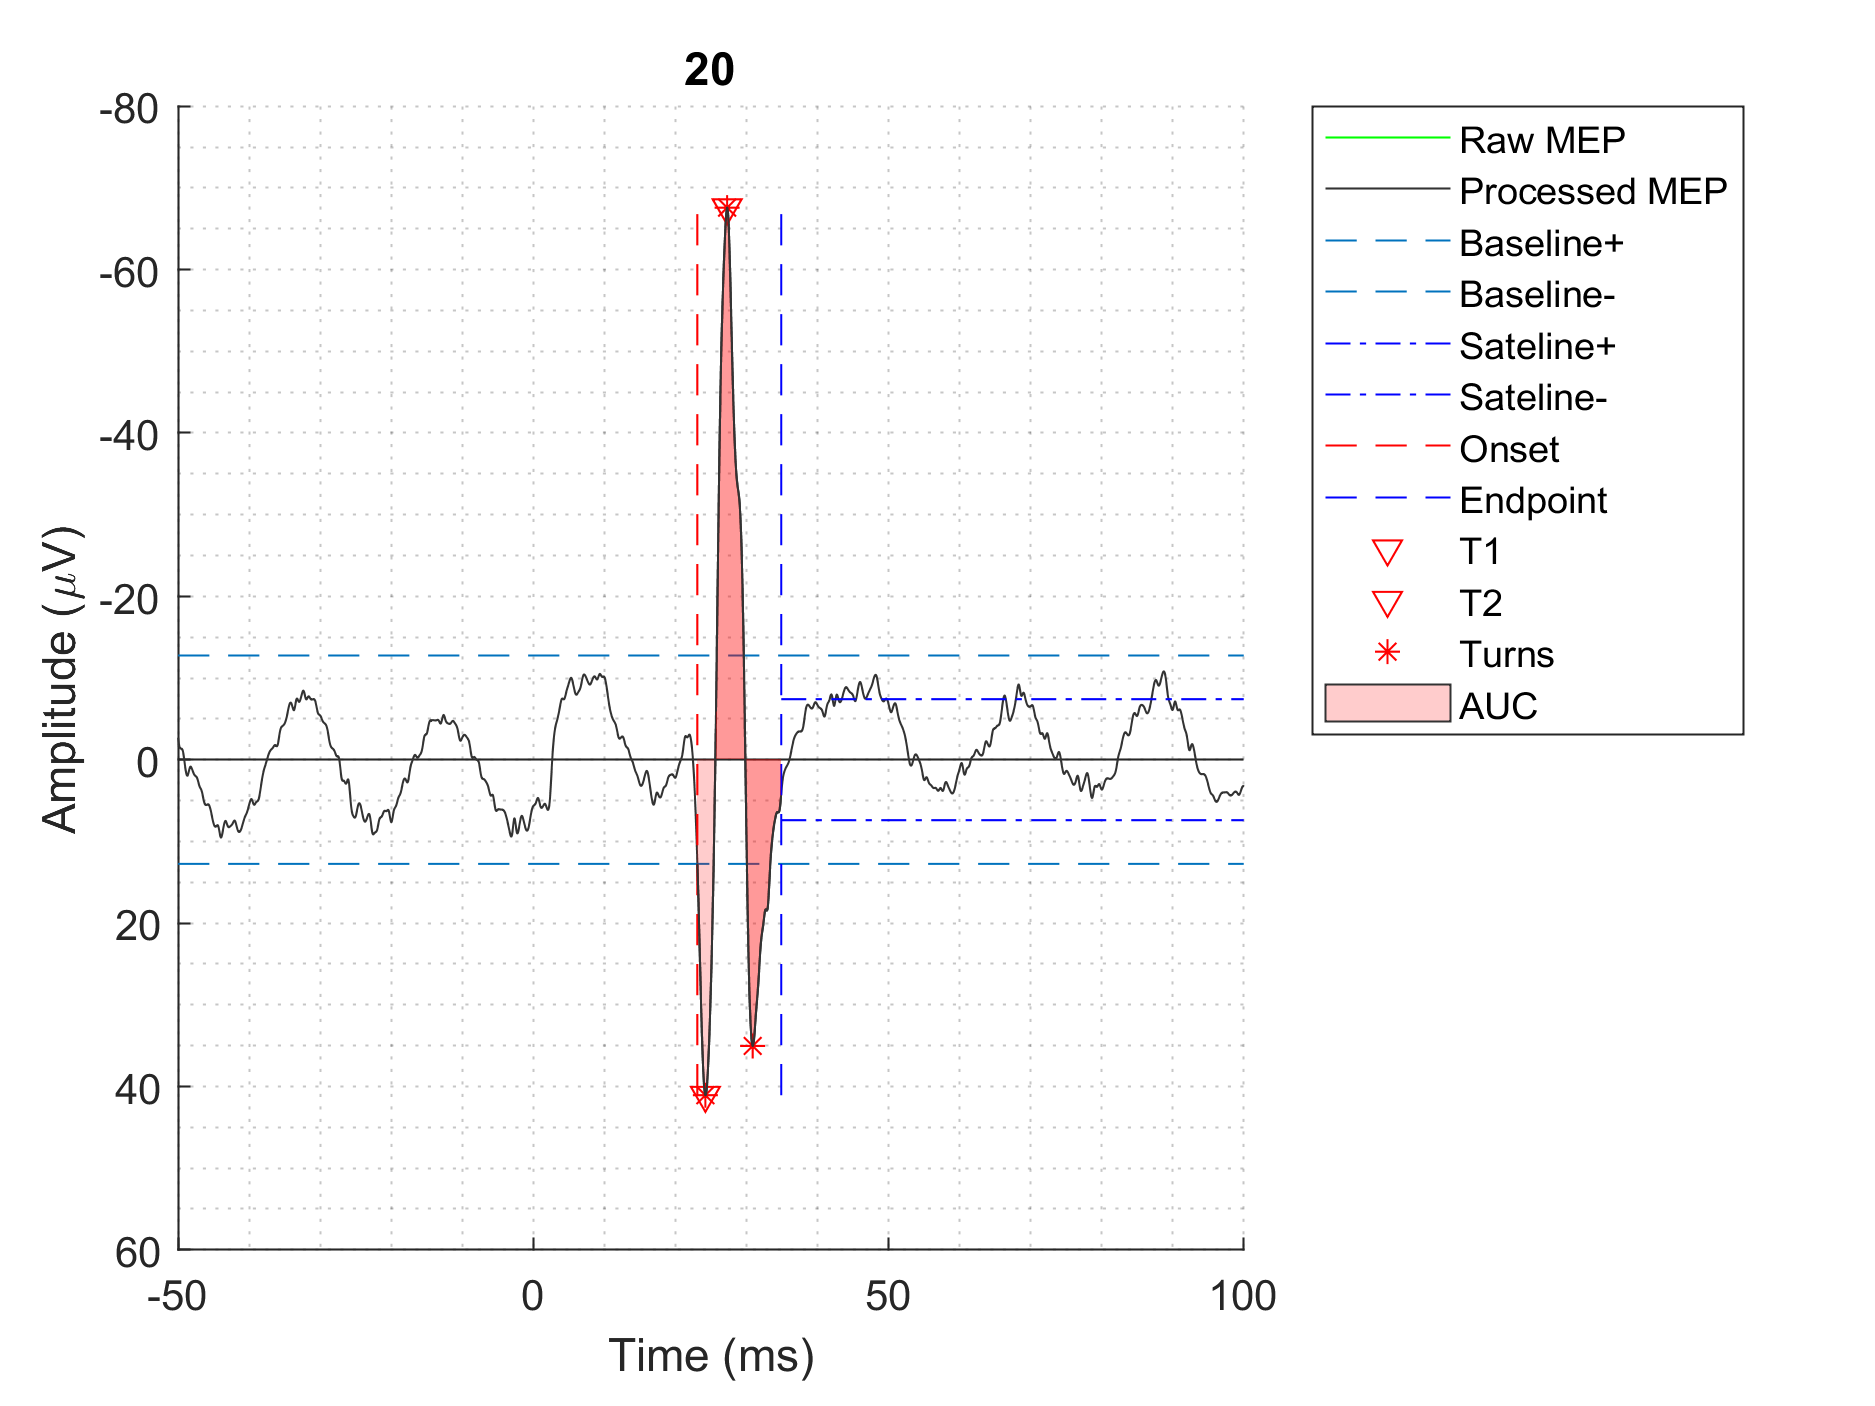 20
-80
-60
-40
-20
0
20
40
60
-50
0
50
100
Amplitude (μV)
Time (ms)
Raw MEP
Processed MEP
Baseline+
Baseline-
Sateline+
Sateline-
Onset
Endpoint
T1
T2
Turns
AUC